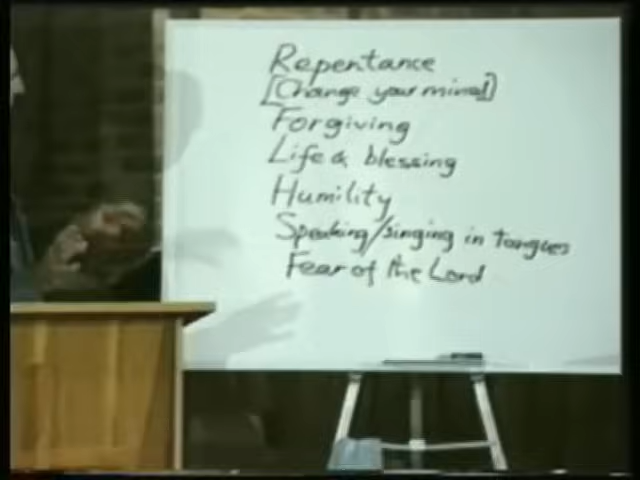 Repentance
[Change your mind]
Forgiving
Life & blessing
Humility
Speaking/singing in tongues
Fear of the Lord